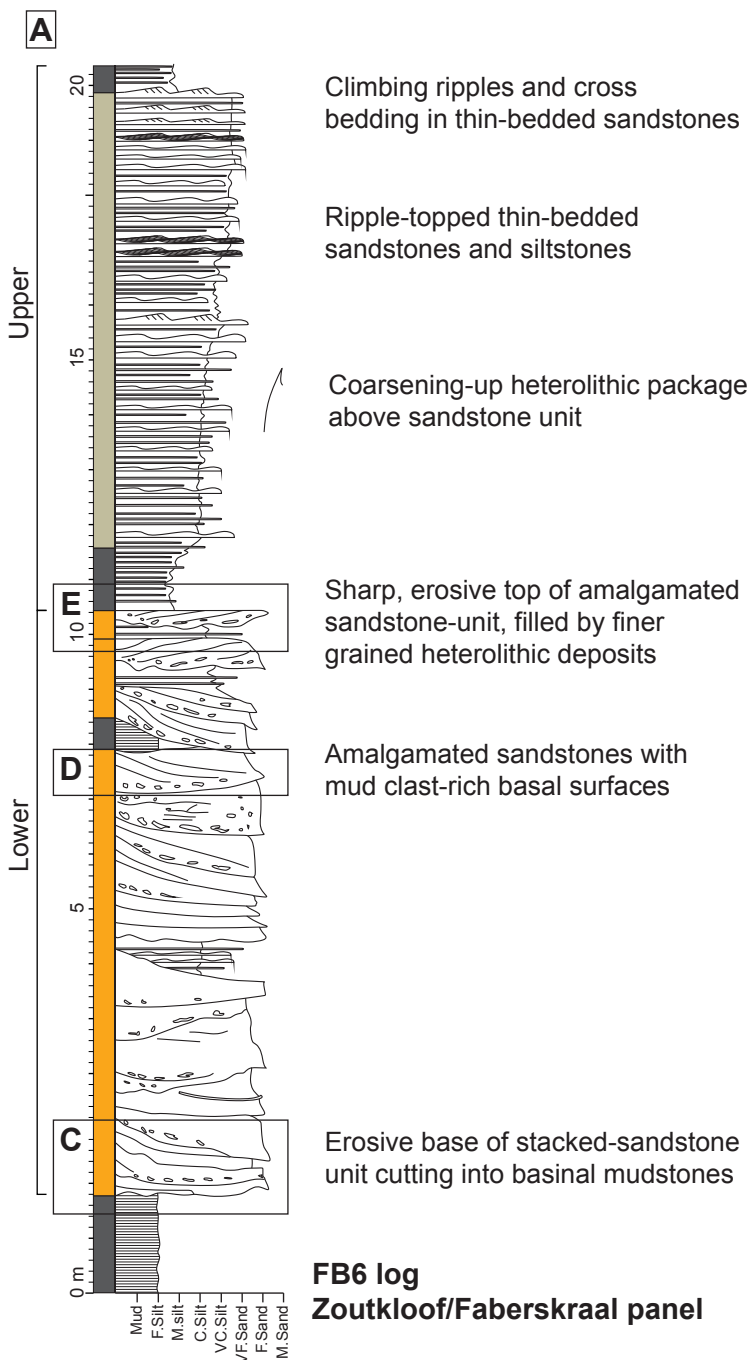 A
Upper
Lower
20
15
10
5
0 m
Climbing ripples and cross
bedding in thin-bedded sandstones
Ripple-topped thin-bedded
sandstones and siltstones
Coarsening-up heterolithic package
above sandstone unit
E
Sharp, erosive top of amalgamated
sandstone-unit, filled by finer
grained heterolithic deposits
D
Amalgamated sandstones with
mud clast-rich basal surfaces
C
Erosive base of stacked-sandstone
unit cutting into basinal mudstones
Mud
F.Silt
M.silt
C.Silt
VC.Silt
VF.Sand
F.Sand
M.Sand
FB6 log
Zoutkloof/Faberskraal panel